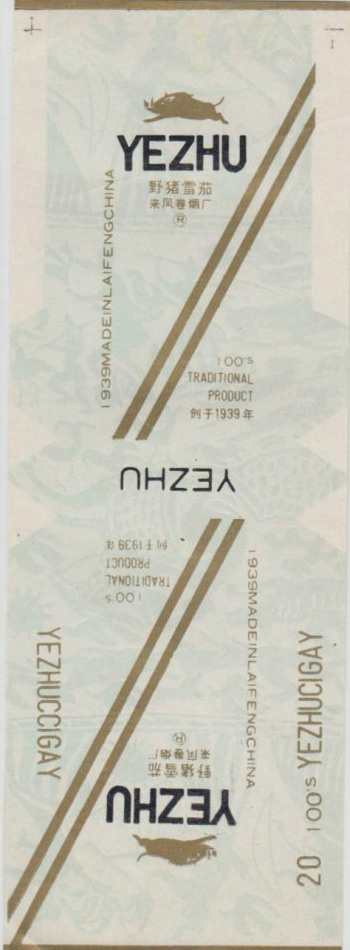 YEZHU
野猪雪茄
来凤卷烟厂
®
1939MADEINLAIFENGCHINA
100's
TRADITIONAL
PRODUCT
创于1939年
YEZHU
100's
TRADITIONAL
PRODUCT
创于1939年
1939MADEINLAIFENGCHINA
YEZHUCCIGAY
20 100's YEZHUCIGAY
YEZHU
野猪雪茄
来凤卷烟厂
®